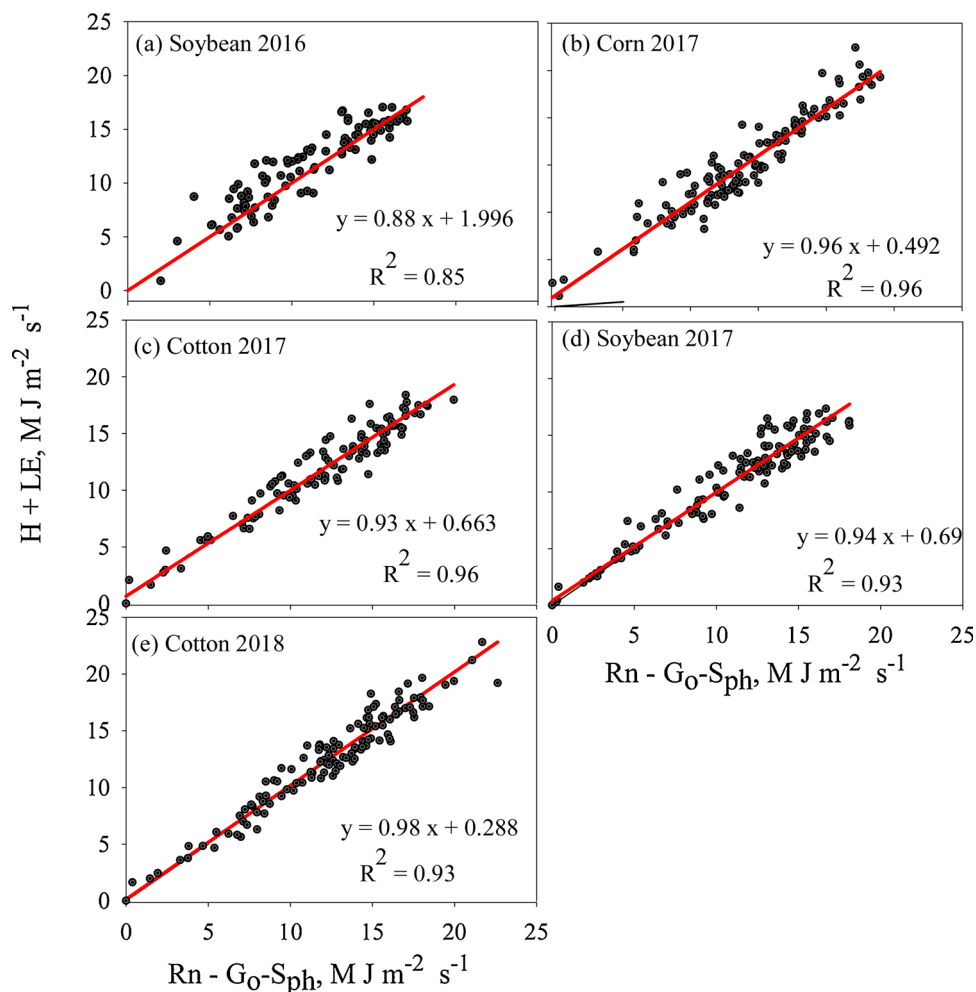 H + LE, M J m⁻² s⁻¹
25
20
15
10
5
0
(a) Soybean 2016
y = 0.88 x + 1.996
R² = 0.85
(b) Corn 2017
y = 0.96 x + 0.492
R² = 0.96
25
20
15
10
5
0
(c) Cotton 2017
y = 0.93 x + 0.663
R² = 0.96
(d) Soybean 2017
y = 0.94 x + 0.69
R² = 0.93
0 5 10 15 20 25
Rn - Go-Sph, M J m⁻² s⁻¹
25
20
15
10
5
0
(e) Cotton 2018
y = 0.98 x + 0.288
R² = 0.93
0 5 10 15 20 25
Rn - Go-Sph, M J m⁻² s⁻¹